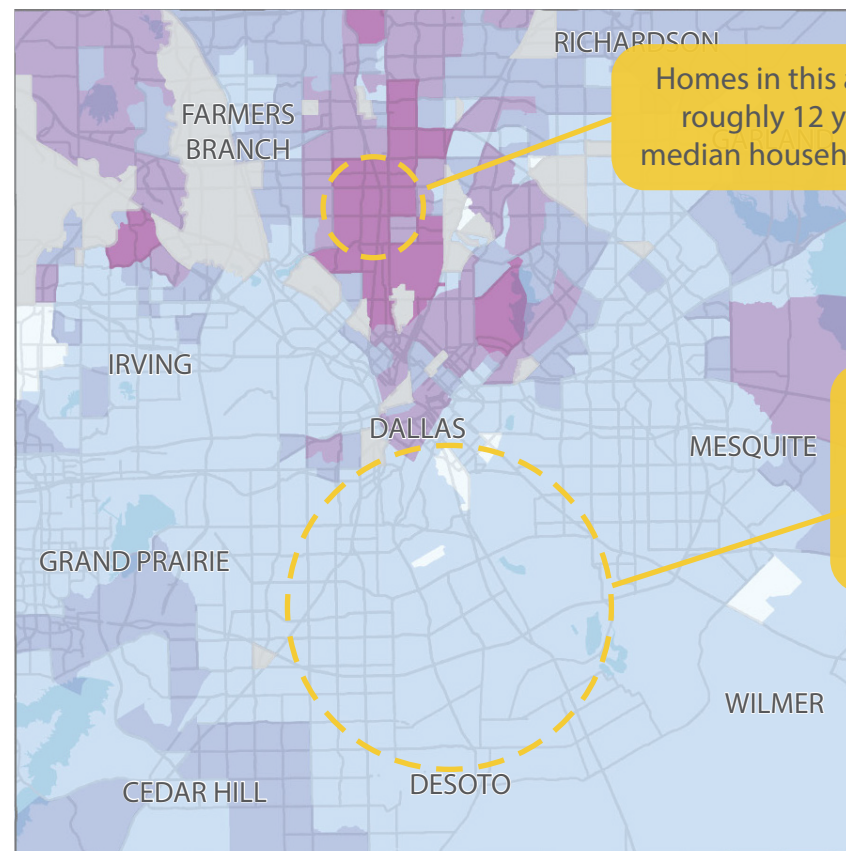 RICHARDSON
Homes in this a
roughly 12 y
median househ
GARLAND
FARMERS
BRANCH
IRVING
DALLAS
MESQUITE
GRAND PRAIRIE
WILMER
CEDAR HILL
DESOTO